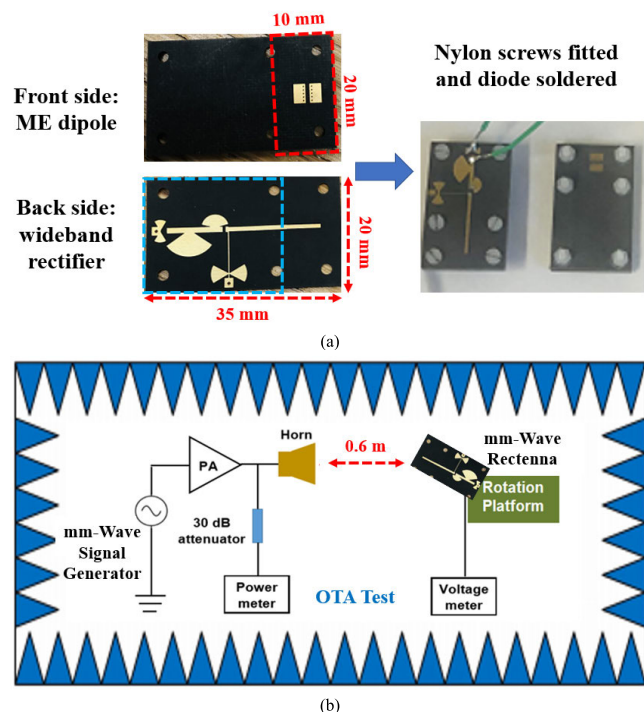 10 mm
Front side:
ME dipole
20 mm
Nylon screws fitted
and diode soldered
Back side:
wideband
rectifier
20 mm
35 mm
(a)
Horn
PA
0.6 m
mm-Wave
Rectenna
Rotation
Platform
30 dB
attenuator
mm-Wave
Signal
Generator
Power
meter
OTA Test
Voltage
meter
(b)